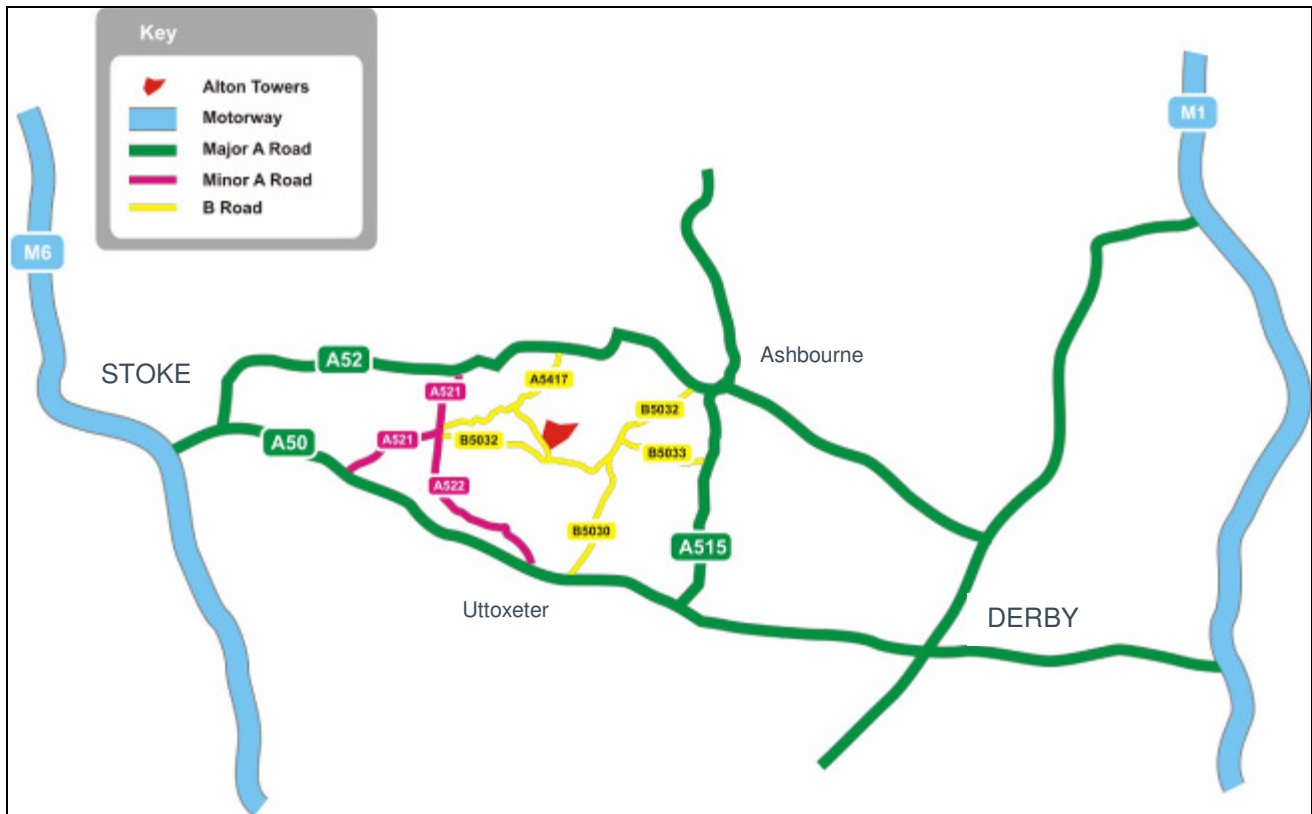 Key
Alton Towers
Motorway
Major A Road
Minor A Road
B Road
M1
M6
STOKE
A52
Ashbourne
A521
A5417
B5032
A50
A521
B5032
B5033
A522
B5030
A515
Uttoxeter
DERBY